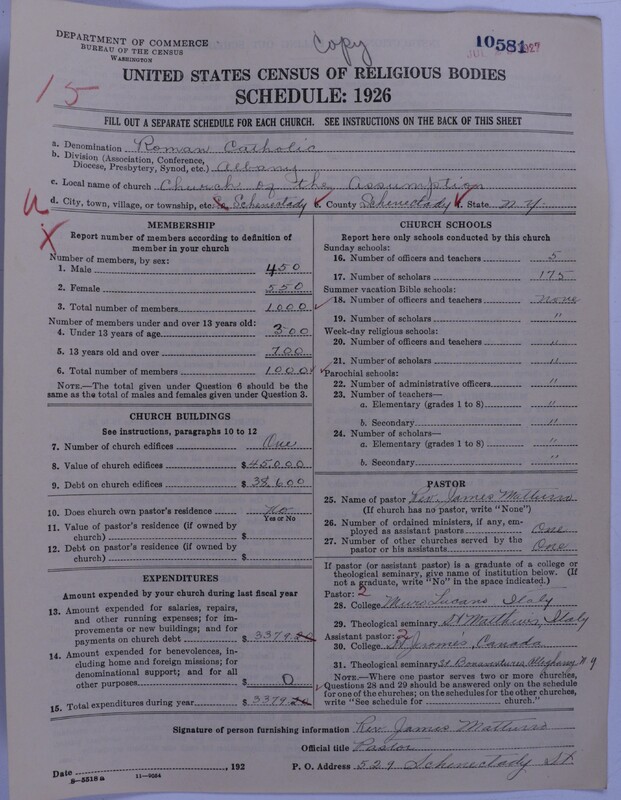 DEPARTMENT OF COMMERCE
BUREAU OF THE CENSUS
WASHINGTON
Copy
10581
1927
15
UNITED STATES CENSUS OF RELIGIOUS BODIES
SCHEDULE: 1926
FILL OUT A SEPARATE SCHEDULE FOR EACH CHURCH. SEE INSTRUCTIONS ON THE BACK OF THIS SHEET
a. Denomination Roman Catholic
b. Division (Association, Conference, Diocese, Presbytery, Synod, etc.) Albany
c. Local name of church Church of the Assumption
d. City, town, village, or township, etc. Schenectady e. County Schenectady f. State N. Y.
MEMBERSHIP
Report number of members according to definition of member in your church
Number of members, by sex:
1. Male 450
2. Female 550
3. Total number of members 1000
Number of members under and over 13 years old:
4. Under 13 years of age 300
5. 13 years old and over 700
6. Total number of members 1000
NOTE.—The total given under Question 6 should be the same as the total of males and females given under Question 3.
CHURCH BUILDINGS
See instructions, paragraphs 10 to 12
7. Number of church edifices One
8. Value of church edifices $45,000
9. Debt on church edifices $38,600
10. Does church own pastor's residence No
Yes or No
11. Value of pastor's residence (if owned by church) $
12. Debt on pastor's residence (if owned by church) $
EXPENDITURES
Amount expended by your church during last fiscal year
13. Amount expended for salaries, repairs, and other running expenses; for improvements or new buildings; and for payments on church debt $3379
14. Amount expended for benevolences, including home and foreign missions; for denominational support; and for all other purposes $0
15. Total expenditures during year $3379
CHURCH SCHOOLS
Report here only schools conducted by this church
Sunday schools:
16. Number of officers and teachers 5
17. Number of scholars 175
Summer vacation Bible schools:
18. Number of officers and teachers None
19. Number of scholars "
Week-day religious schools:
20. Number of officers and teachers "
21. Number of scholars "
Parochial schools:
22. Number of administrative officers "
23. Number of teachers—
a. Elementary (grades 1 to 8) "
b. Secondary "
24. Number of scholars—
a. Elementary (grades 1 to 8) "
b. Secondary "
PASTOR
25. Name of pastor Rev. James Matturro
(If church has no pastor, write "None")
26. Number of ordained ministers, if any, employed as assistant pastors One
27. Number of other churches served by the pastor or his assistants One
If pastor (or assistant pastor) is a graduate of a college or theological seminary, give name of institution below. (If not a graduate, write "No" in the space indicated.)
Pastor: 2
28. College Muro Lucano Italy
29. Theological seminary St Matthews, Italy
Assistant pastor: 2
30. College St Jerome's, Canada
31. Theological seminary St. Bonaventures, Alleghany N Y
NOTE.—Where one pastor serves two or more churches, Questions 28 and 29 should be answered only on the schedule for one of the churches; on the schedules for the other churches, write "See schedule for church."
Signature of person furnishing information Rev. James Matturro
Official title Pastor
Date , 192 P. O. Address 529 Schenectady St.
8-5518 a 11-9034